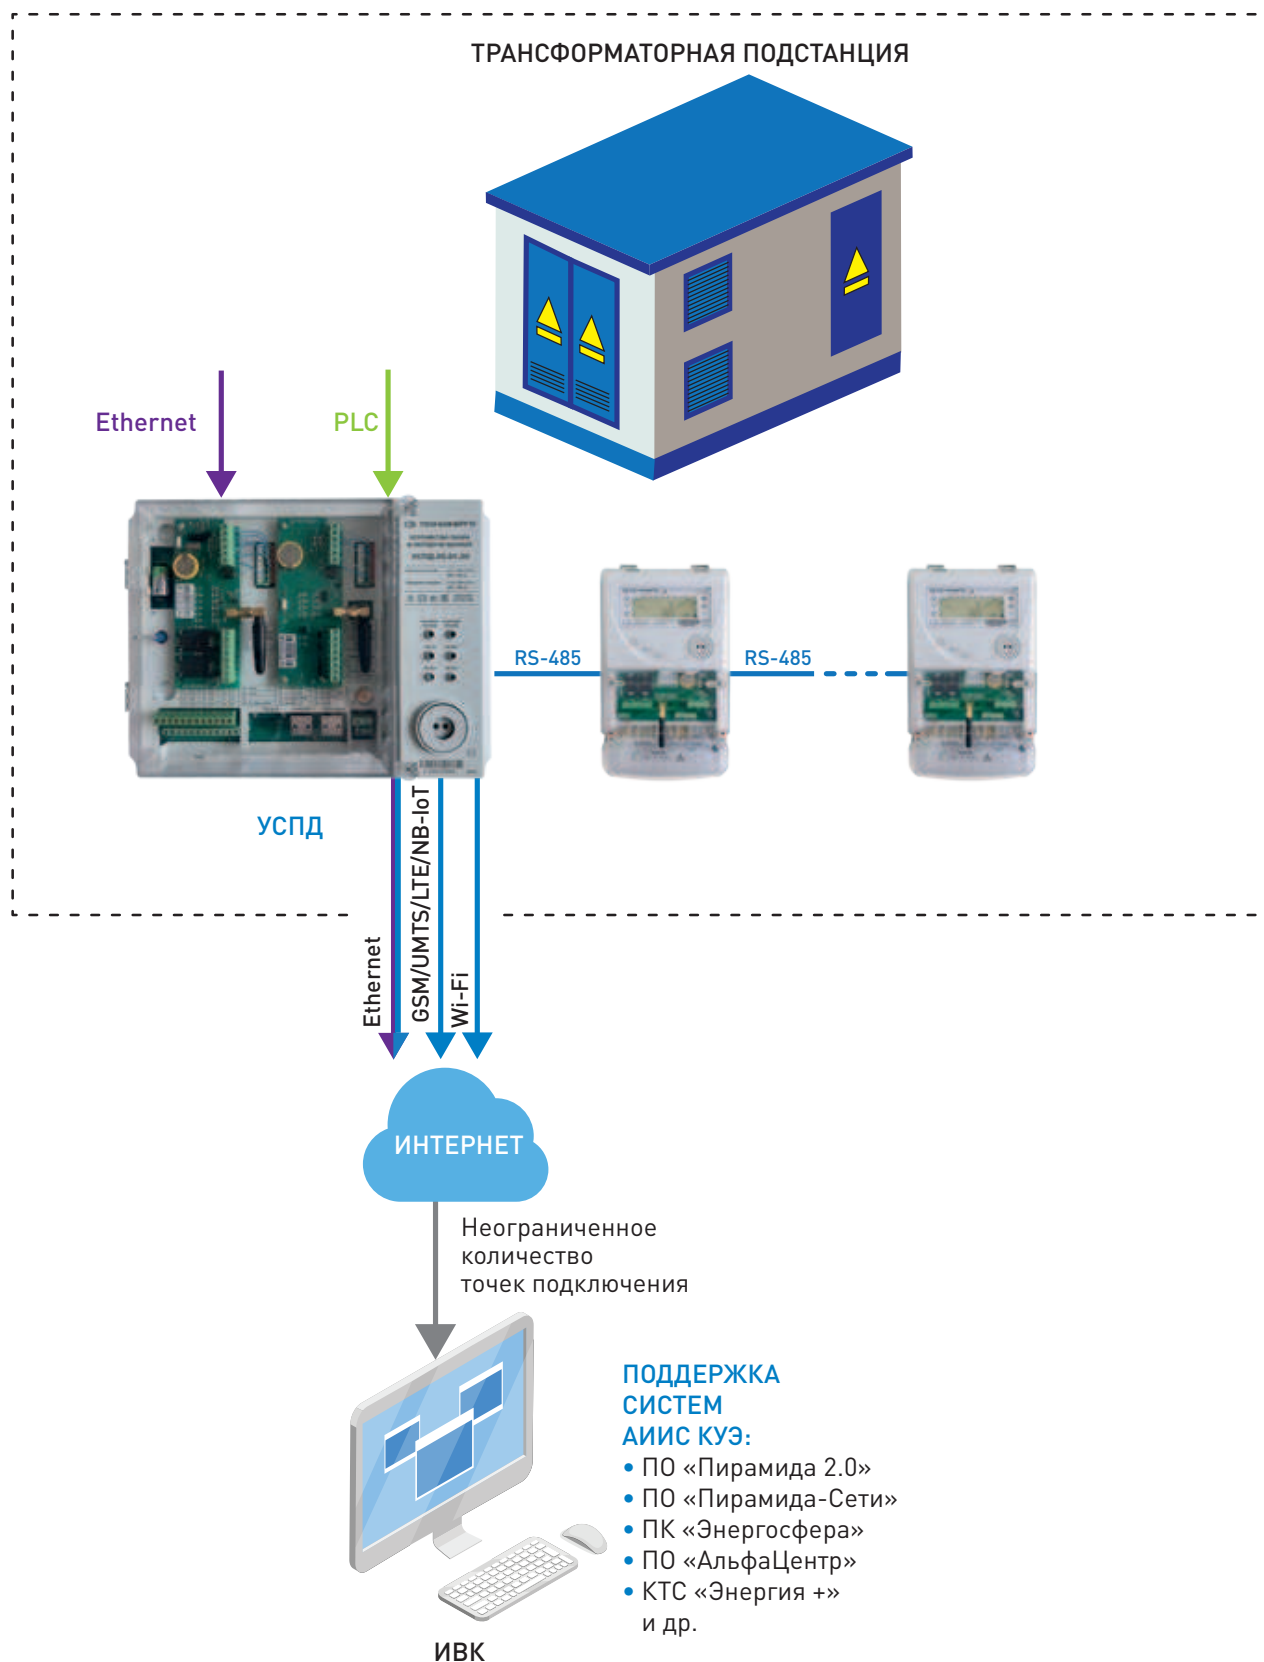 ТРАНСФОРМАТОРНАЯ ПОДСТАНЦИЯ
Ethernet
PLC
RS-485
RS-485
УСПД
Ethernet
GSM/UMTS/LTE/NB-IoT
Wi-Fi
ИНТЕРНЕТ
Неограниченное
количество
точек подключения
ПОДДЕРЖКА
СИСТЕМ
АИИС КУЭ:
• ПО «Пирамида 2.0»
• ПО «Пирамида-Сети»
• ПК «Энергосфера»
• ПО «АльфаЦентр»
• КТС «Энергия +»
и др.
ИВК